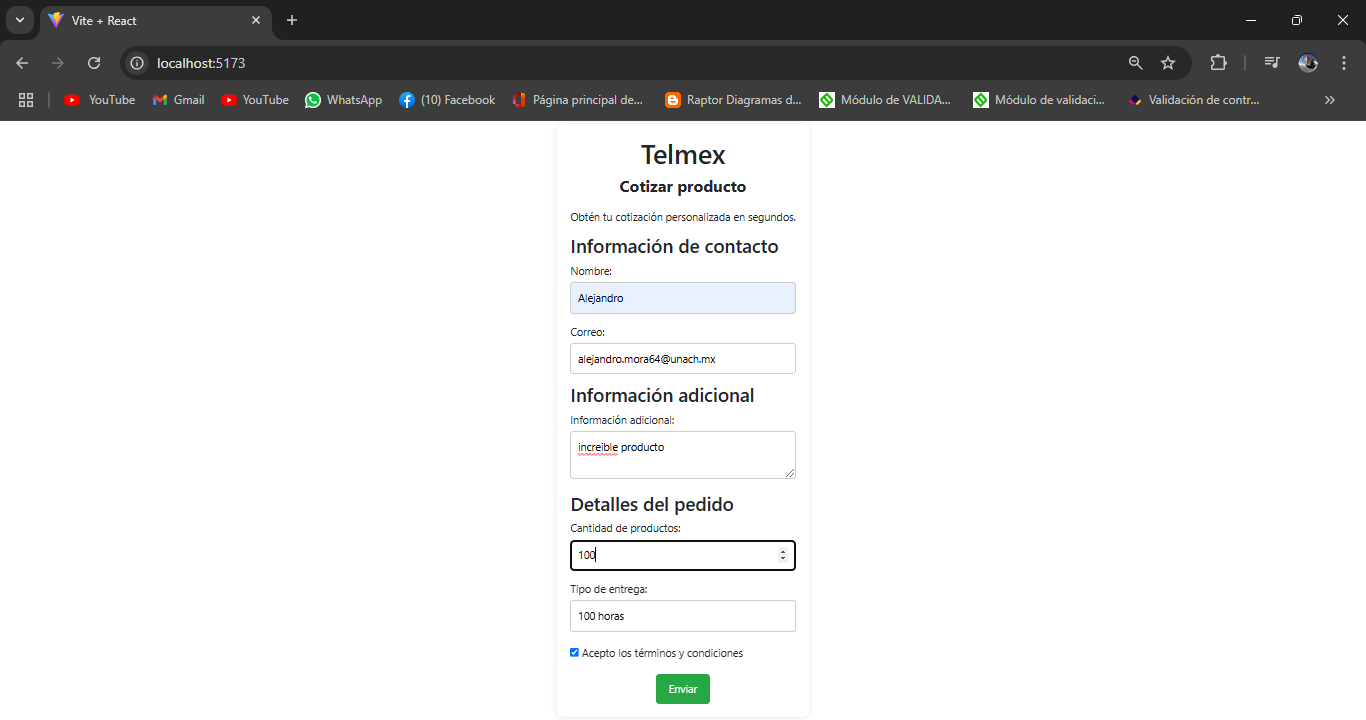 Vite + React
localhost:5173
YouTube Gmail YouTube WhatsApp (10) Facebook Página principal de... Raptor Diagramas d... Módulo de VALIDA... Módulo de validaci... Validación de contr...
Telmex
Cotizar producto
Obtén tu cotización personalizada en segundos.
Información de contacto
Nombre:
Alejandro
Correo:
alejandro.mora64@unach.mx
Información adicional
Información adicional:
increible producto
Detalles del pedido
Cantidad de productos:
100
Tipo de entrega:
100 horas
Acepto los términos y condiciones
Enviar